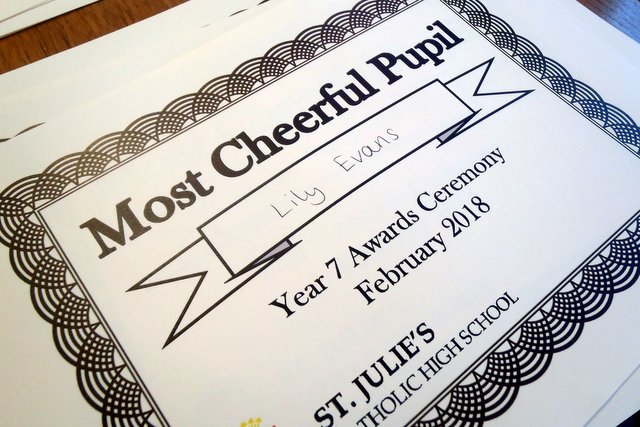 Most Cheerful Pupil
Lily Evans
Year 7 Awards Ceremony
February 2018
ST. JULIE'S
THOLIC HIGH SCHOOL